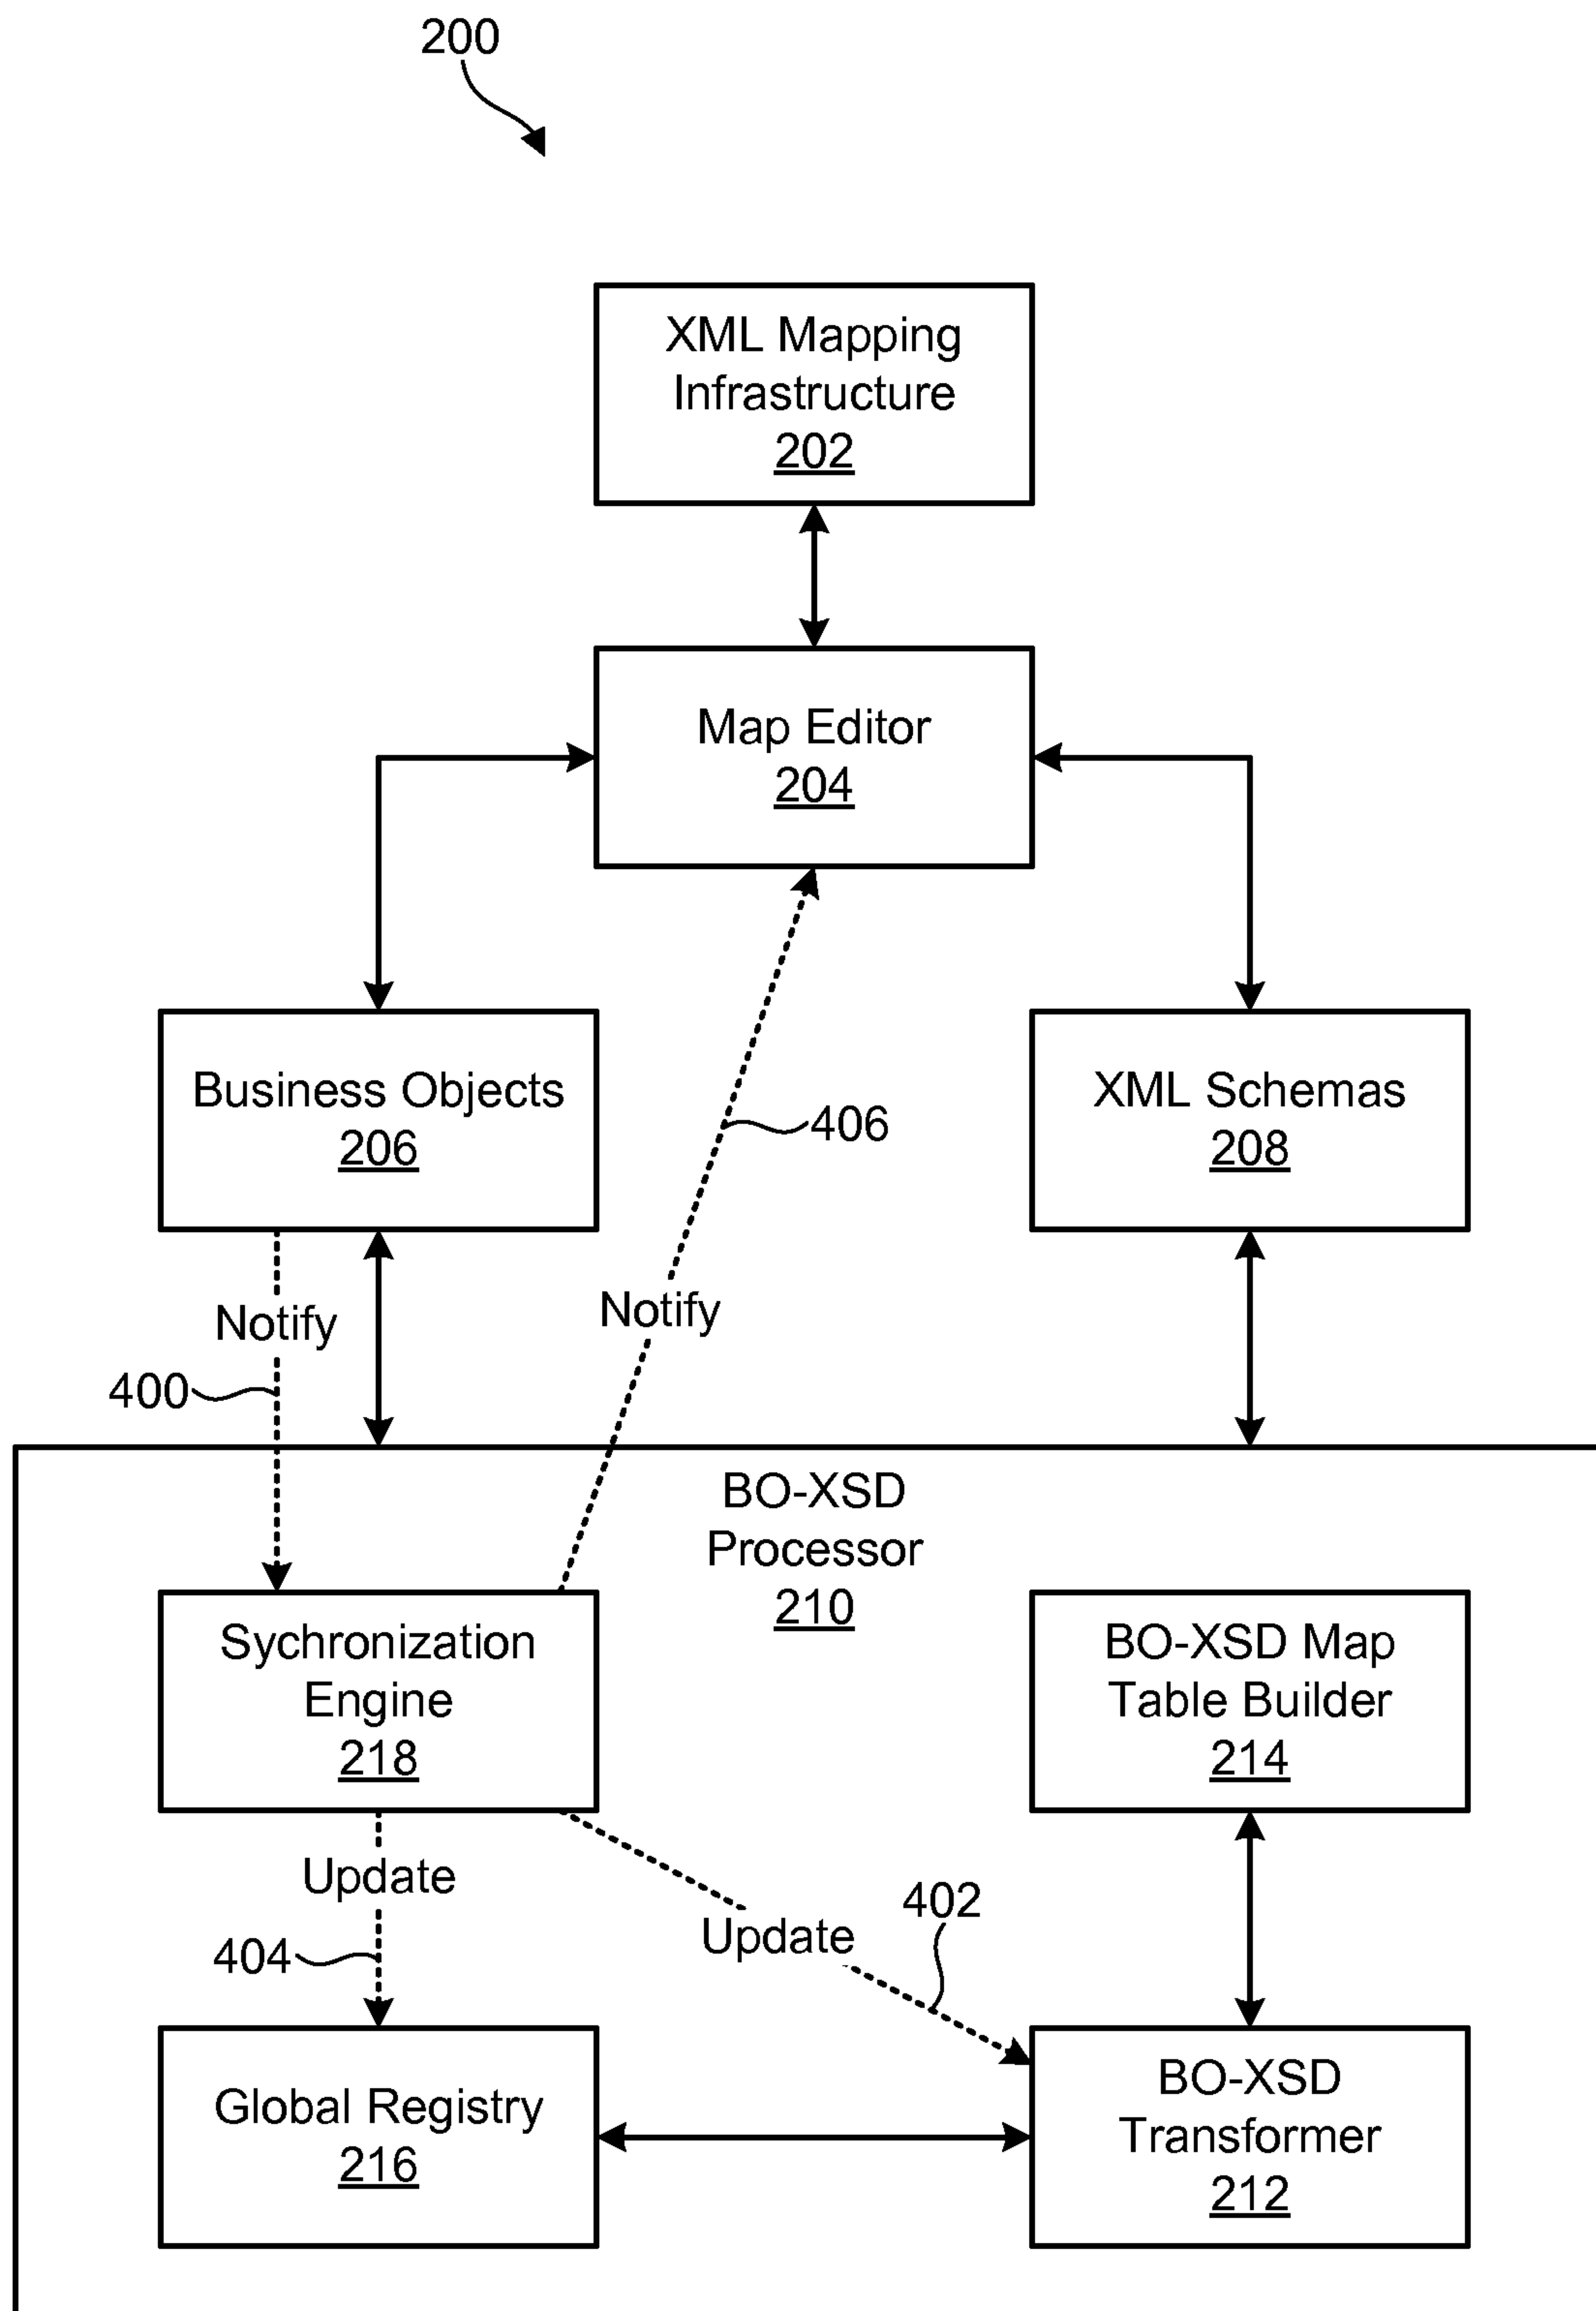 200
XML Mapping
Infrastructure
202
Map Editor
204
Business Objects
206
406
XML Schemas
208
Notify
Notify
400
BO-XSD
Processor
210
Sychronization
Engine
218
BO-XSD Map
Table Builder
214
Update
402
Update
404
Global Registry
216
BO-XSD
Transformer
212